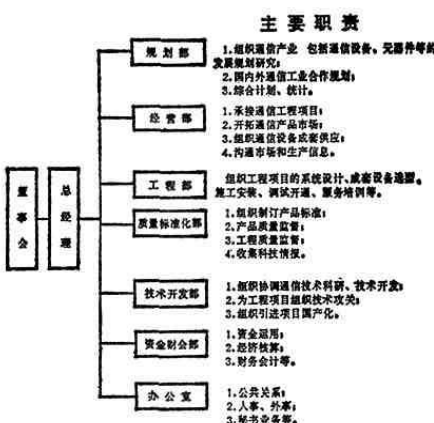 主要职责
董事会
总经理
规划部
1.组织通信产业 包括通信设备、元器件等的
发展规划研究；
2.国内外通信工业合作规划；
3.综合计划、统计。
经营部
1.承接通信工程项目；
2.开拓通信产品市场；
3.组织通信设备成套供应；
4.沟通市场和生产信息。
工程部
组织工程项目的系统设计、成套设备选型、
施工安装、调试开通、服务培训等。
质量标准化部
1.组织制订产品标准；
2.产品质量监督；
3.工程质量监督；
4.收集科技情报。
技术开发部
1.组织协调通信技术科研、技术开发；
2.为工程项目组织技术攻关；
3.组织引进项目国产化。
资金财会部
1.资金运用；
2.经济核算；
3.财务会计等。
办公室
1.公共关系；
2.人事、外事；
3.秘书业务等。